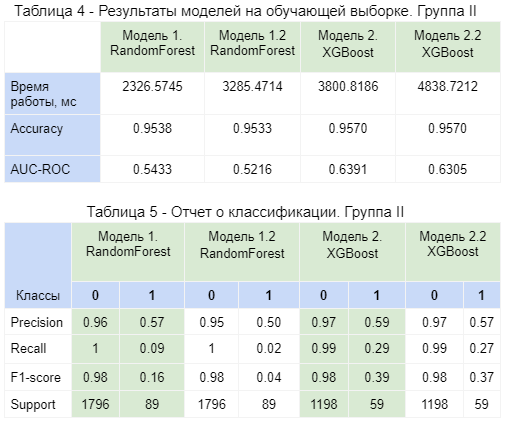 Таблица 4 - Результаты моделей на обучающей выборке. Группа II
Модель 1. RandomForest Модель 1.2 RandomForest Модель 2. XGBoost Модель 2.2 XGBoost
Время работы, мс 2326.5745 3285.4714 3800.8186 4838.7212
Accuracy 0.9538 0.9533 0.9570 0.9570
AUC-ROC 0.5433 0.5216 0.6391 0.6305
Таблица 5 - Отчет о классификации. Группа II
Модель 1. RandomForest Модель 1.2 RandomForest Модель 2. XGBoost Модель 2.2 XGBoost
Классы 0 1 0 1 0 1 0 1
Precision 0.96 0.57 0.95 0.50 0.97 0.59 0.97 0.57
Recall 1 0.09 1 0.02 0.99 0.29 0.99 0.27
F1-score 0.98 0.16 0.98 0.04 0.98 0.39 0.98 0.37
Support 1796 89 1796 89 1198 59 1198 59